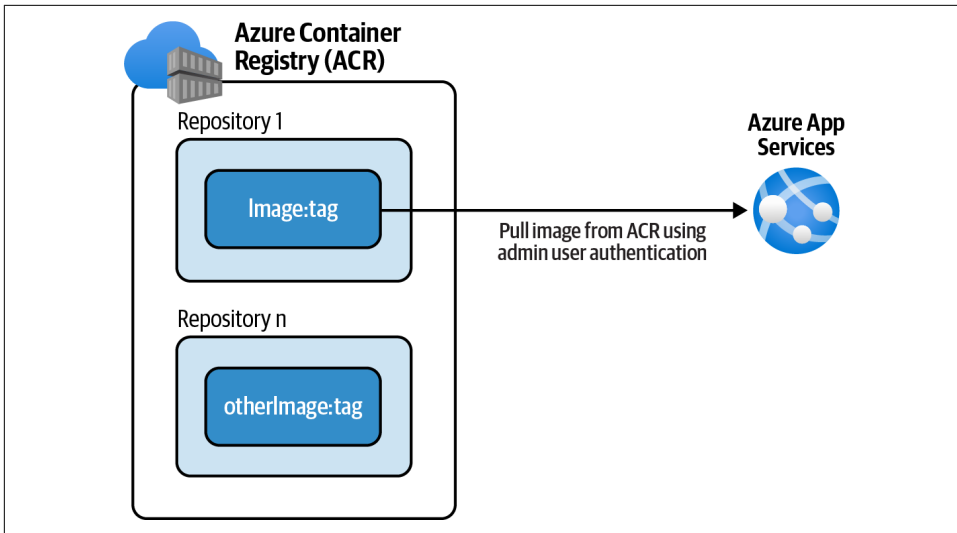 Azure Container
Registry (ACR)
Repository 1
Image:tag
Repository n
otherImage:tag
Pull image from ACR using
admin user authentication
Azure App
Services